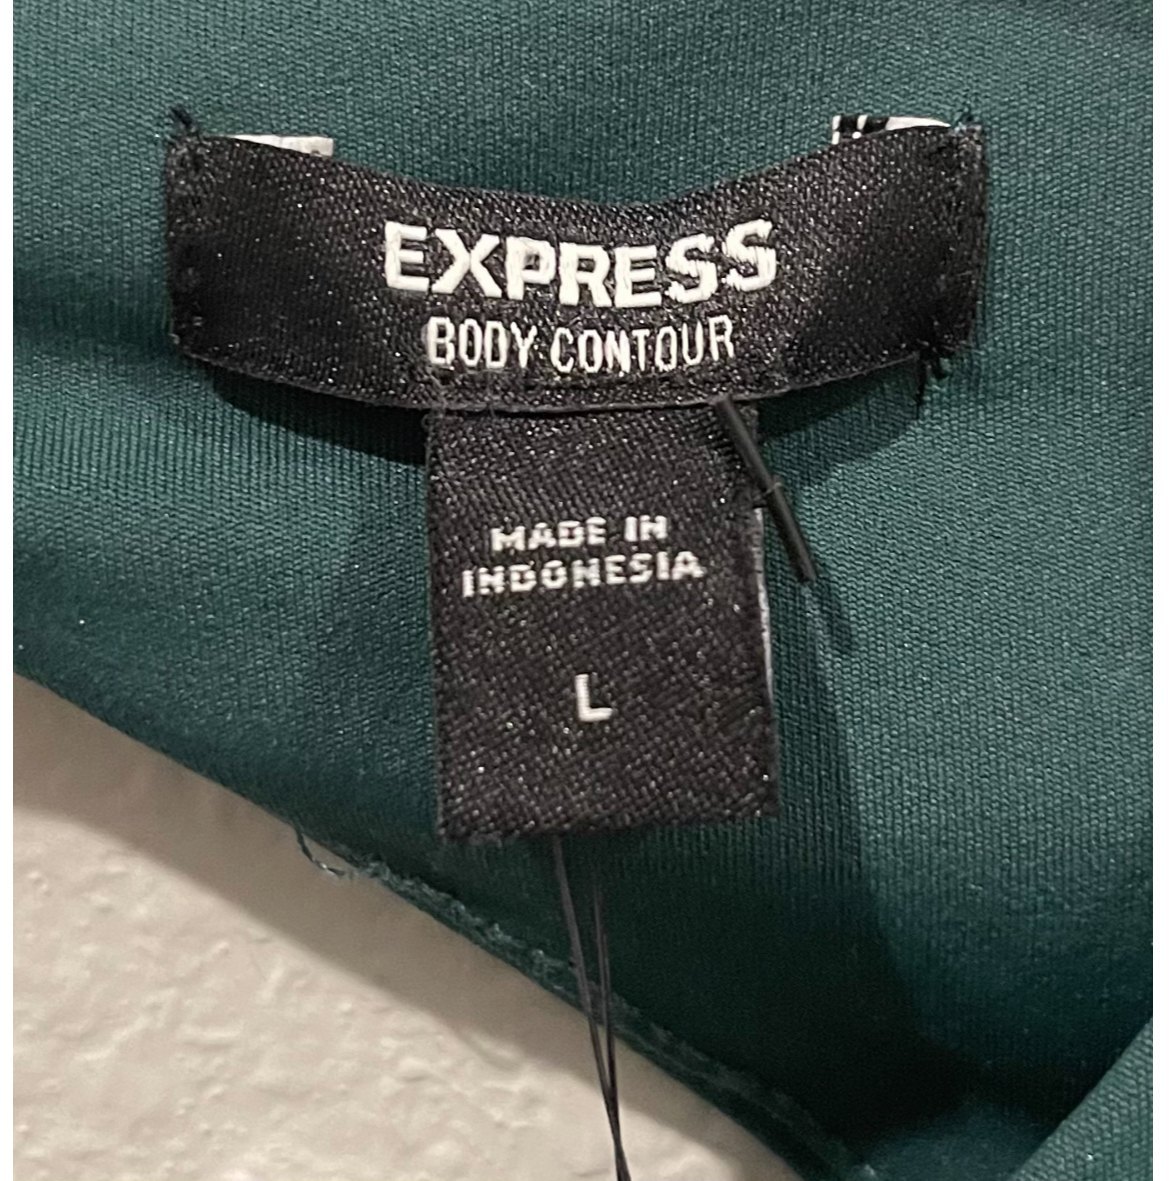 EXPRESS
BODY CONTOUR
MADE IN
INDONESIA
L